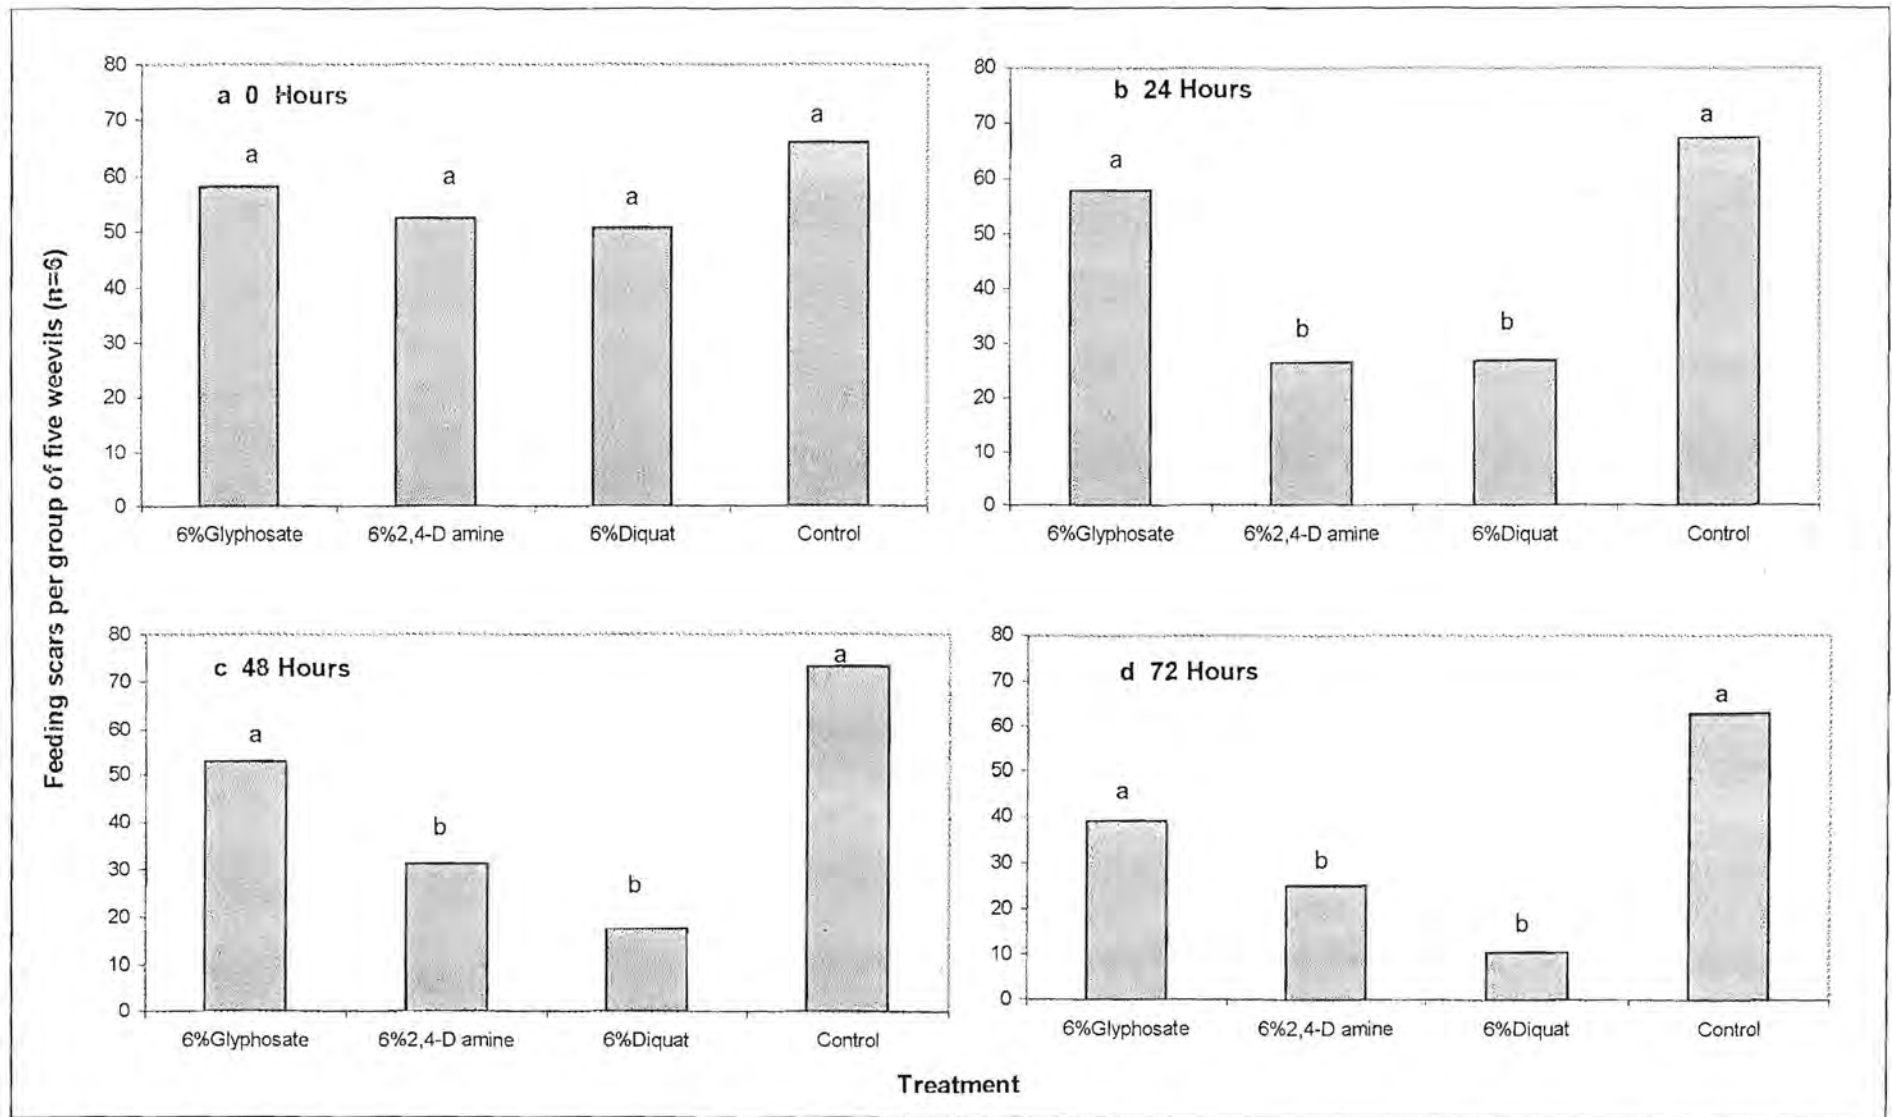 Feeding scars per group of five weevils (n=6)
a 0 Hours
80
70
60
50
40
30
20
10
0
a
a
a
a
6%Glyphosate 6%2,4-D amine 6%Diquat Control
b 24 Hours
80
70
60
50
40
30
20
10
0
a
b
b
a
6%Glyphosate 6%2,4-D amine 6%Diquat Control
c 48 Hours
80
70
60
50
40
30
20
10
0
a
b
b
a
6%Glyphosate 6%2,4-D amine 6%Diquat Control
d 72 Hours
80
70
60
50
40
30
20
10
0
a
b
b
a
6%Glyphosate 6%2,4-D amine 6%Diquat Control
Treatment